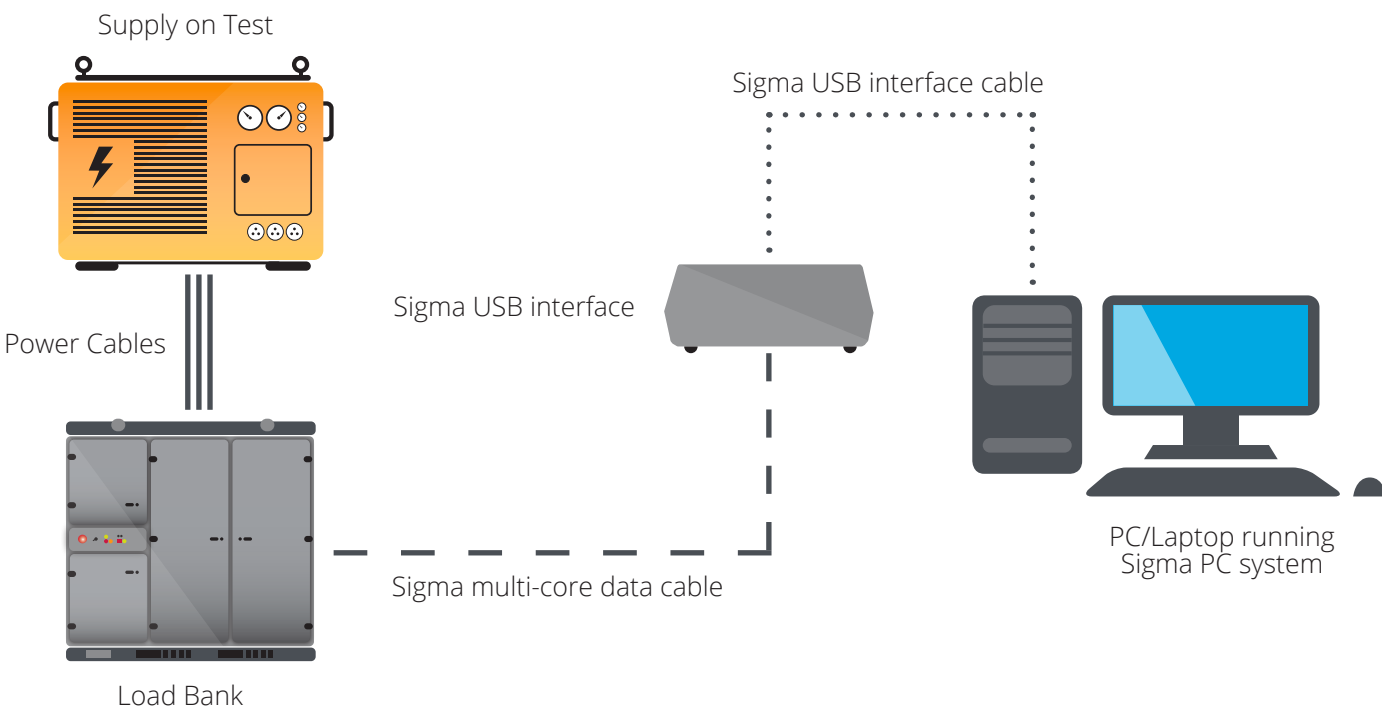 Supply on Test
Sigma USB interface cable
Sigma USB interface
Power Cables
PC/Laptop running
Sigma PC system
Sigma multi-core data cable
Load Bank